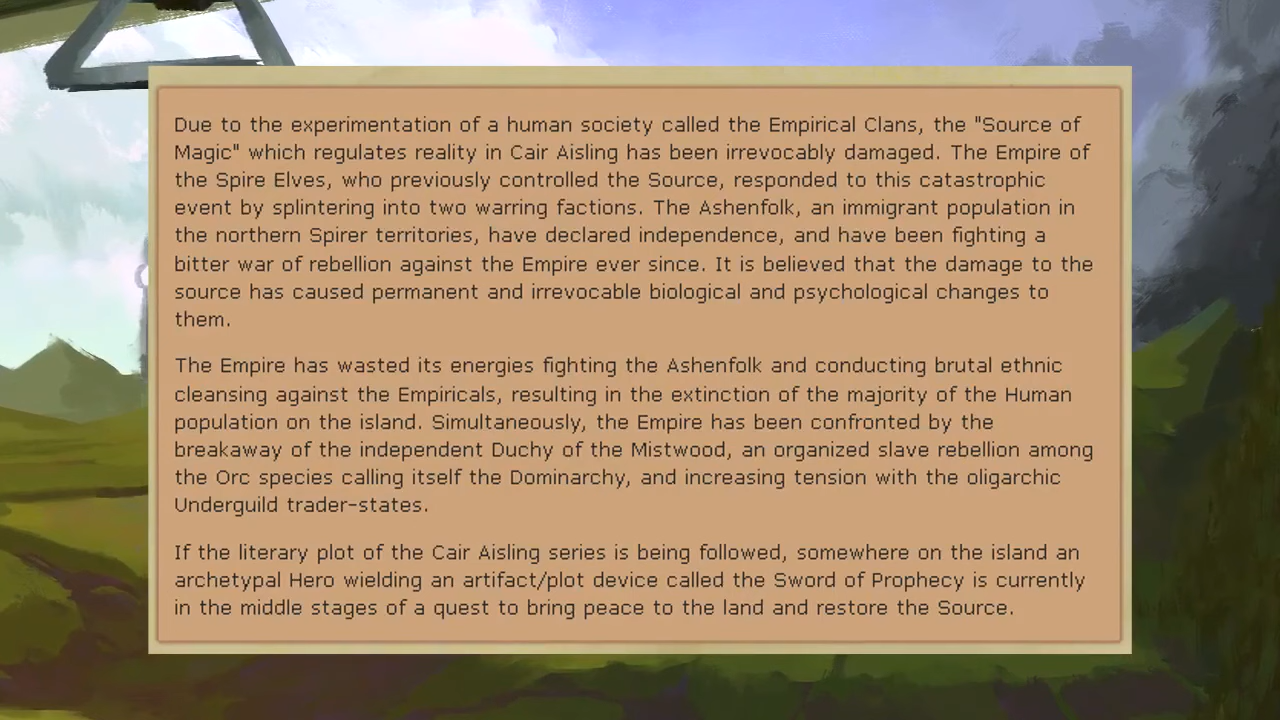 Due to the experimentation of a human society called the Empirical Clans, the "Source of
Magic" which regulates reality in Cair Aisling has been irrevocably damaged. The Empire of
the Spire Elves, who previously controlled the Source, responded to this catastrophic
event by splintering into two warring factions. The Ashenfolk, an immigrant population in
the northern Spirer territories, have declared independence, and have been fighting a
bitter war of rebellion against the Empire ever since. It is believed that the damage to the
source has caused permanent and irrevocable biological and psychological changes to
them.
The Empire has wasted its energies fighting the Ashenfolk and conducting brutal ethnic
cleansing against the Empiricals, resulting in the extinction of the majority of the Human
population on the island. Simultaneously, the Empire has been confronted by the
breakaway of the independent Duchy of the Mistwood, an organized slave rebellion among
the Orc species calling itself the Dominarchy, and increasing tension with the oligarchic
Underguild trader-states.
If the literary plot of the Cair Aisling series is being followed, somewhere on the island an
archetypal Hero wielding an artifact/plot device called the Sword of Prophecy is currently
in the middle stages of a quest to bring peace to the land and restore the Source.